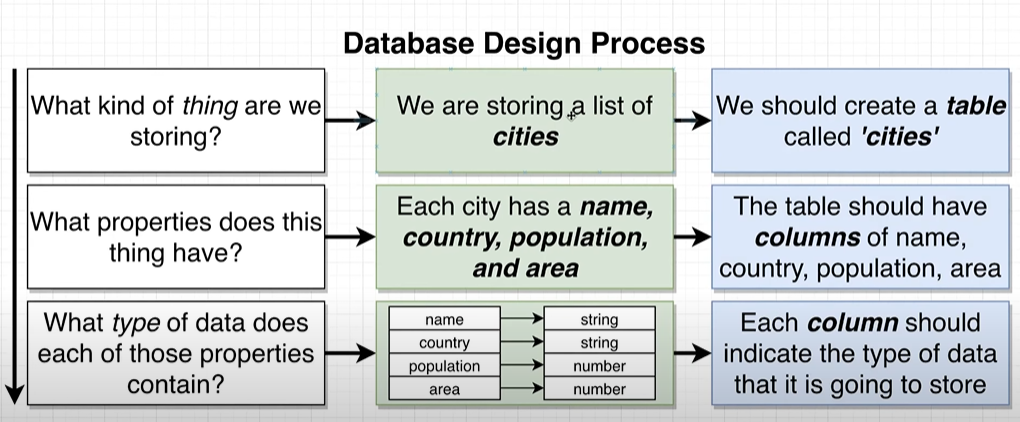 Database Design Process
What kind of thing are we
storing?
We are storing a list of
cities
We should create a table
called 'cities'
What properties does this
thing have?
Each city has a name,
country, population,
and area
The table should have
columns of name,
country, population, area
What type of data does
each of those properties
contain?
name
string
country
string
population
number
area
number
Each column should
indicate the type of data
that it is going to store